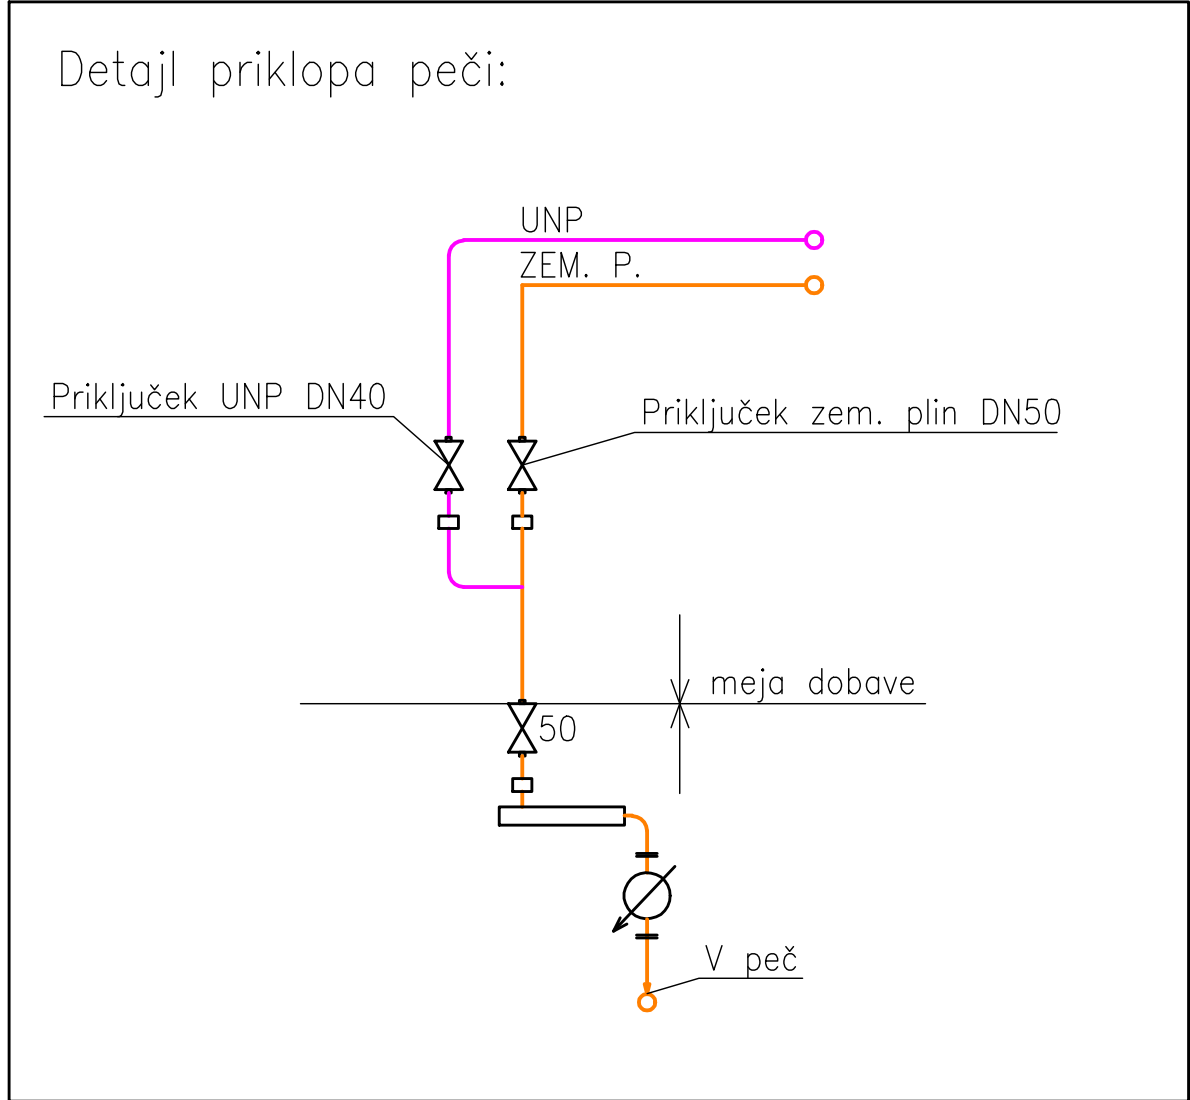 Detajl priklopa peči:
UNP
ZEM. P.
Priključek UNP DN40
Priključek zem. plin DN50
meja dobave
50
V peč